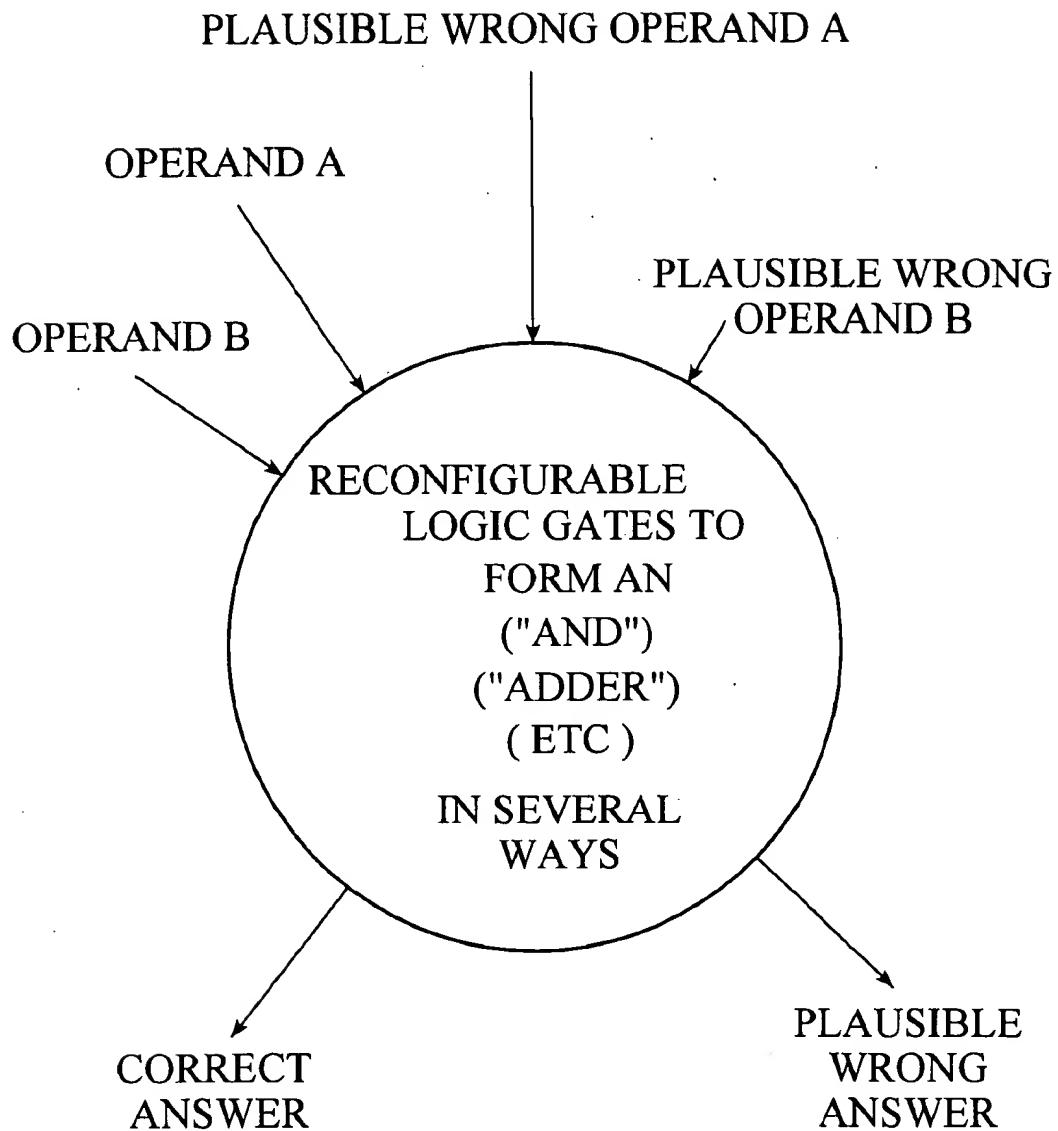 PLAUSIBLE WRONG OPERAND A
OPERAND A
PLAUSIBLE WRONG
OPERAND B
OPERAND B
RECONFIGURABLE
LOGIC GATES TO
FORM AN
("AND")
("ADDER")
( ETC )
IN SEVERAL
WAYS
CORRECT
ANSWER
PLAUSIBLE
WRONG
ANSWER